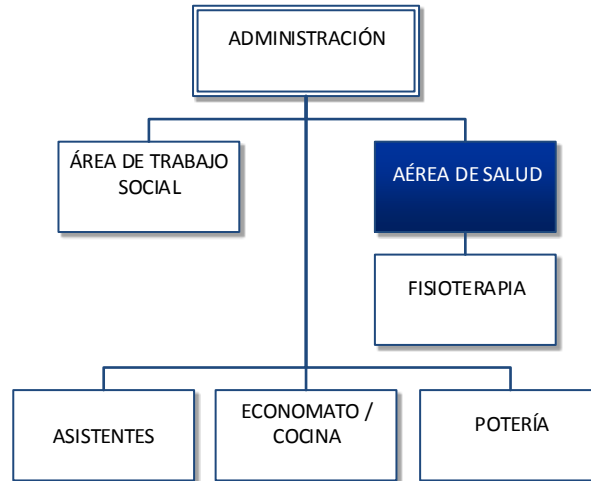 ADMINISTRACIÓN
ÁREA DE TRABAJO
SOCIAL
AÉREA DE SALUD
FISIOTERAPIA
ASISTENTES
ECONOMATO /
COCINA
POTERÍA